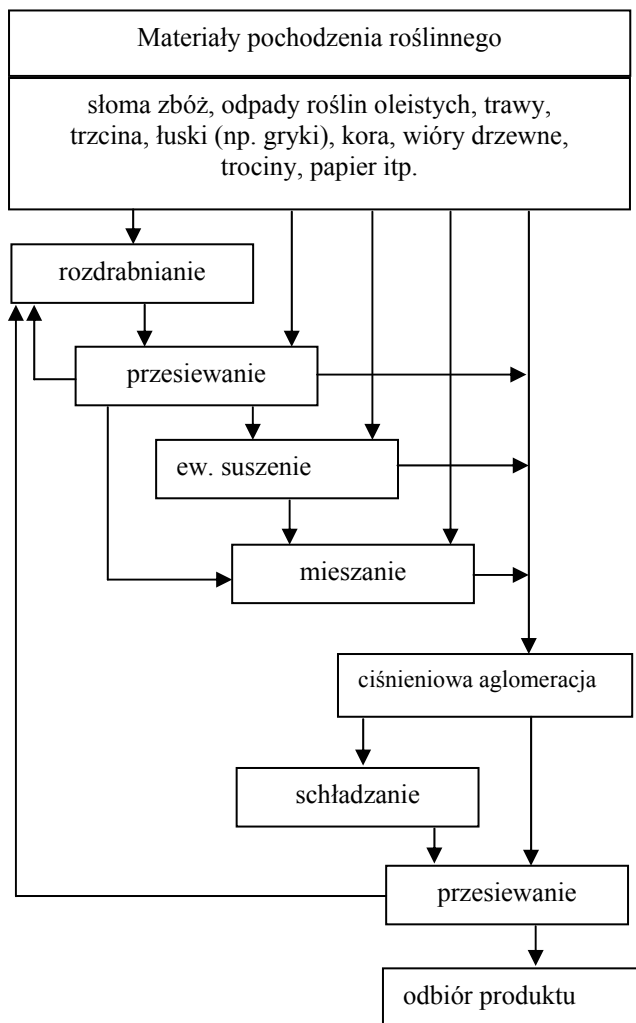 Materiały pochodzenia roślinnego
słoma zbóż, odpady roślin oleistych, trawy,
trzcina, łuski (np. gryki), kora, wióry drzewne,
trociny, papier itp.
rozdrabnianie
przesiewanie
ew. suszenie
mieszanie
ciśnieniowa aglomeracja
schładzanie
przesiewanie
odbiór produktu